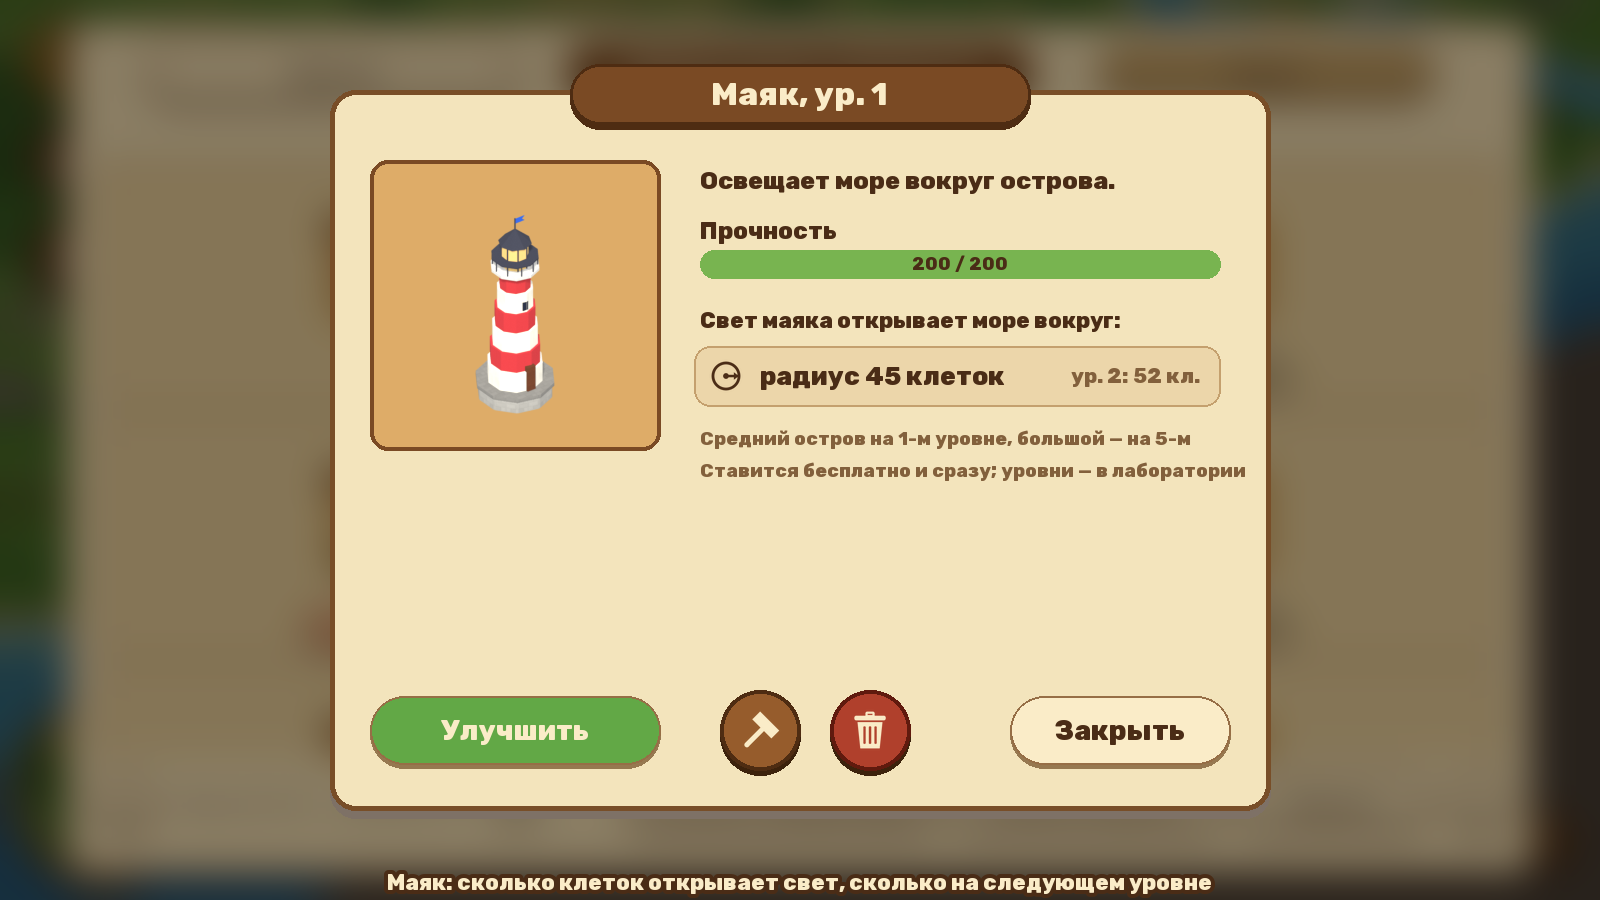 Маяк, ур. 1
Освещает море вокруг острова.
Прочность
200 / 200
Свет маяка открывает море вокруг:
радиус 45 клеток
ур. 2: 52 кл.
Средний остров на 1-м уровне, большой — на 5-м
Ставится бесплатно и сразу; уровни — в лаборатории
Улучшить
Закрыть
Маяк: сколько клеток открывает свет, сколько на следующем уровне